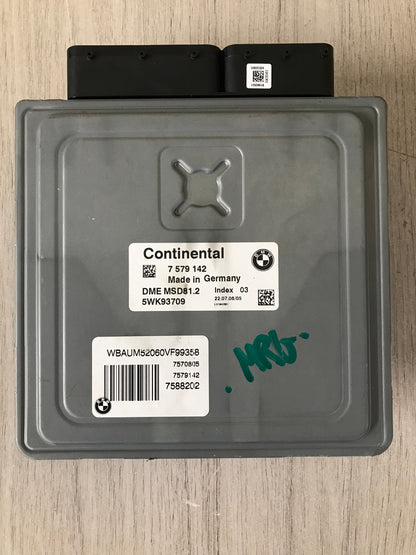 Continental
7 579 142
Made in Germany
DME MSD81.2 Index 03
5WK93709 22.07.08/05
WBAUM52060VF99358
7570805
7579142
7588202